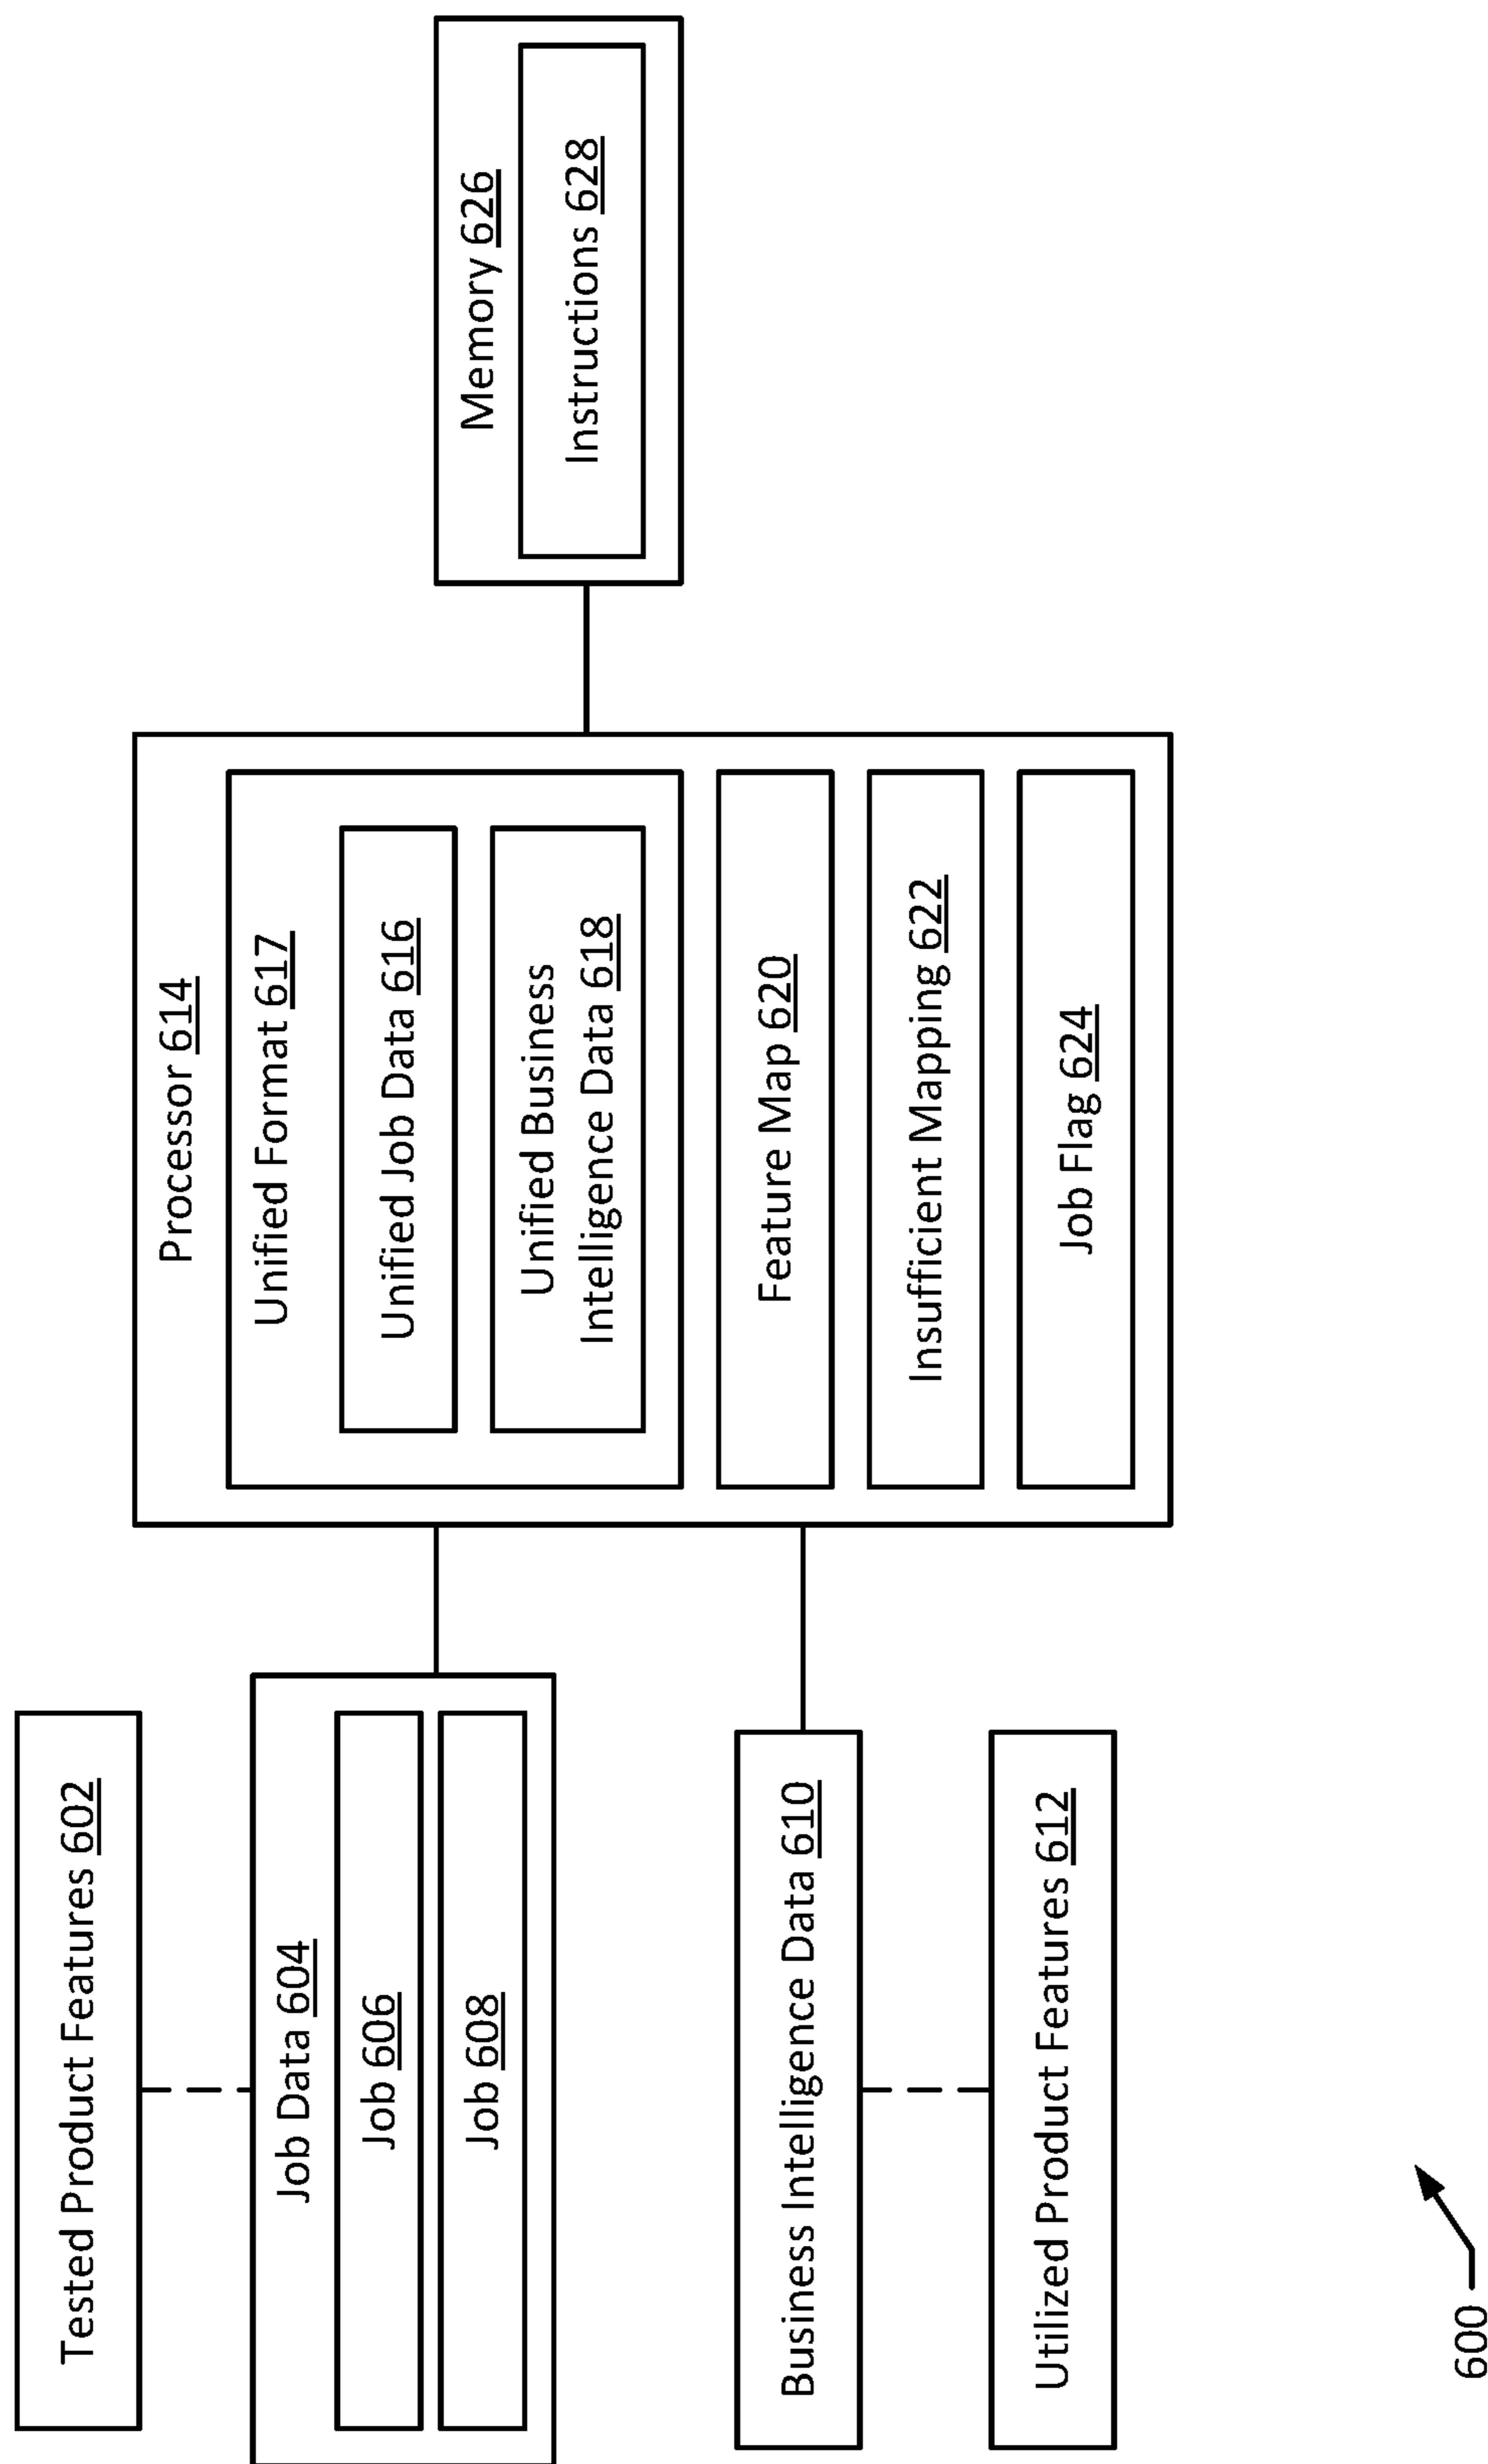 Tested Product Features 602
Job Data 604
Job 606
Job 608
Business Intelligence Data 610
Utilized Product Features 612
Processor 614
Unified Format 617
Unified Job Data 616
Unified Business
Intelligence Data 618
Feature Map 620
Insufficient Mapping 622
Job Flag 624
Memory 626
Instructions 628
600